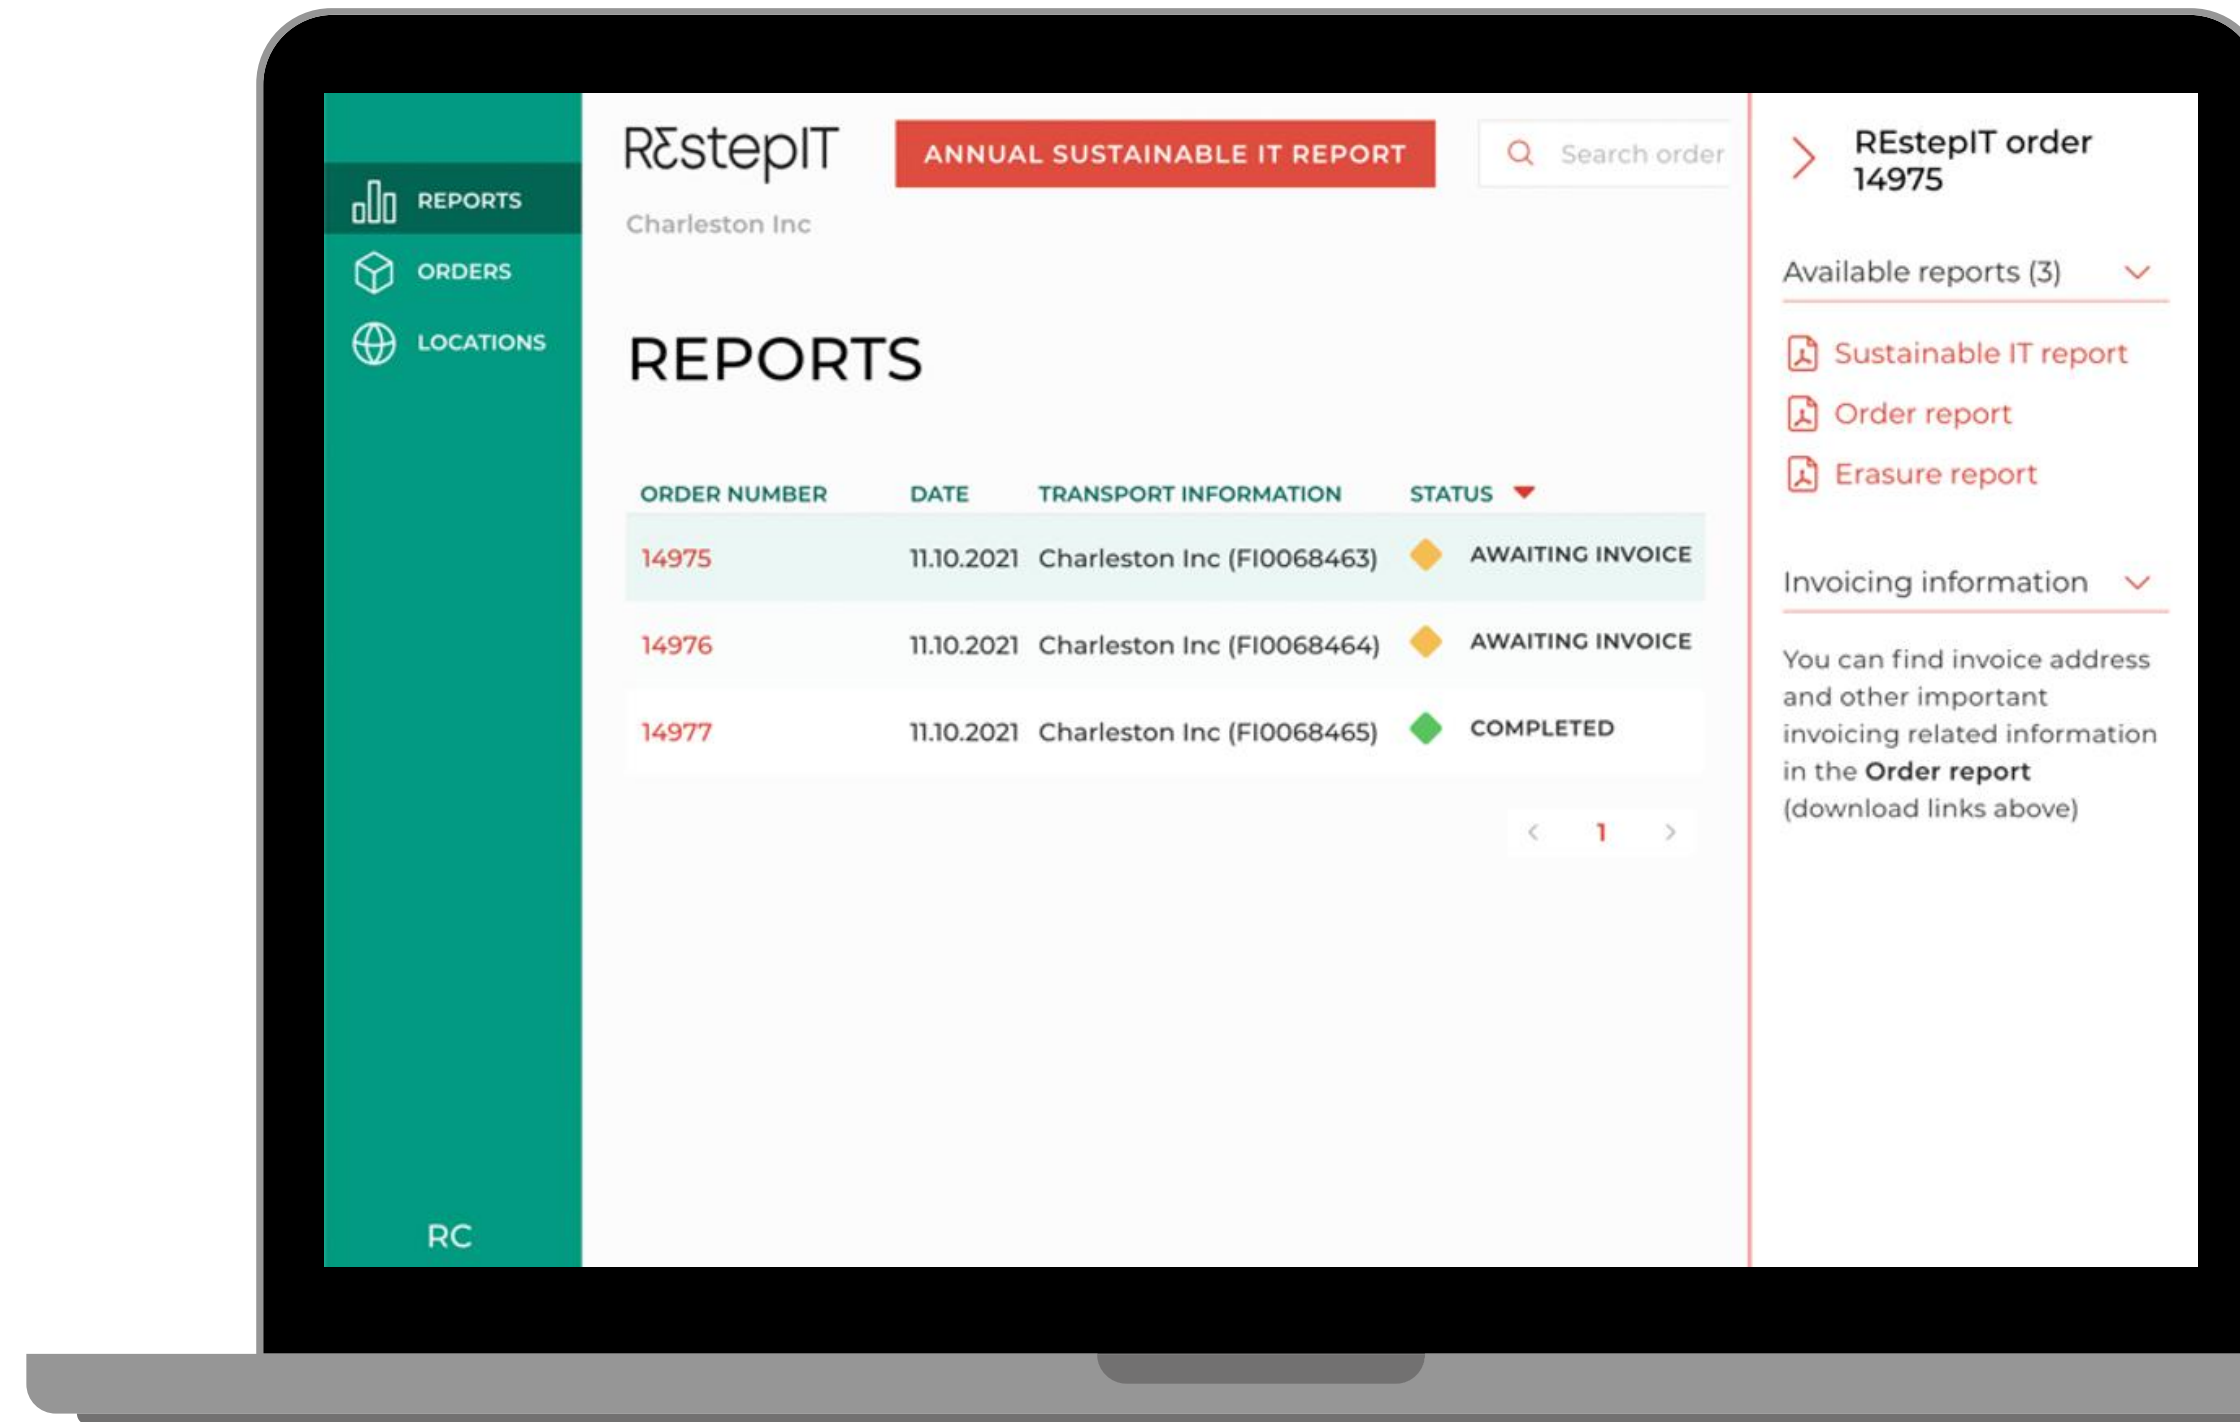 REPORTS
ORDERS
LOCATIONS
RC
REstepIT
ANNUAL SUSTAINABLE IT REPORT
Search order
Charleston Inc
REPORTS
ORDER NUMBER DATE TRANSPORT INFORMATION STATUS
14975 11.10.2021 Charleston Inc (FI0068463) AWAITING INVOICE
14976 11.10.2021 Charleston Inc (FI0068464) AWAITING INVOICE
14977 11.10.2021 Charleston Inc (FI0068465) COMPLETED
< 1 >
REstepIT order
14975
Available reports (3)
Sustainable IT report
Order report
Erasure report
Invoicing information
You can find invoice address
and other important
invoicing related information
in the Order report
(download links above)